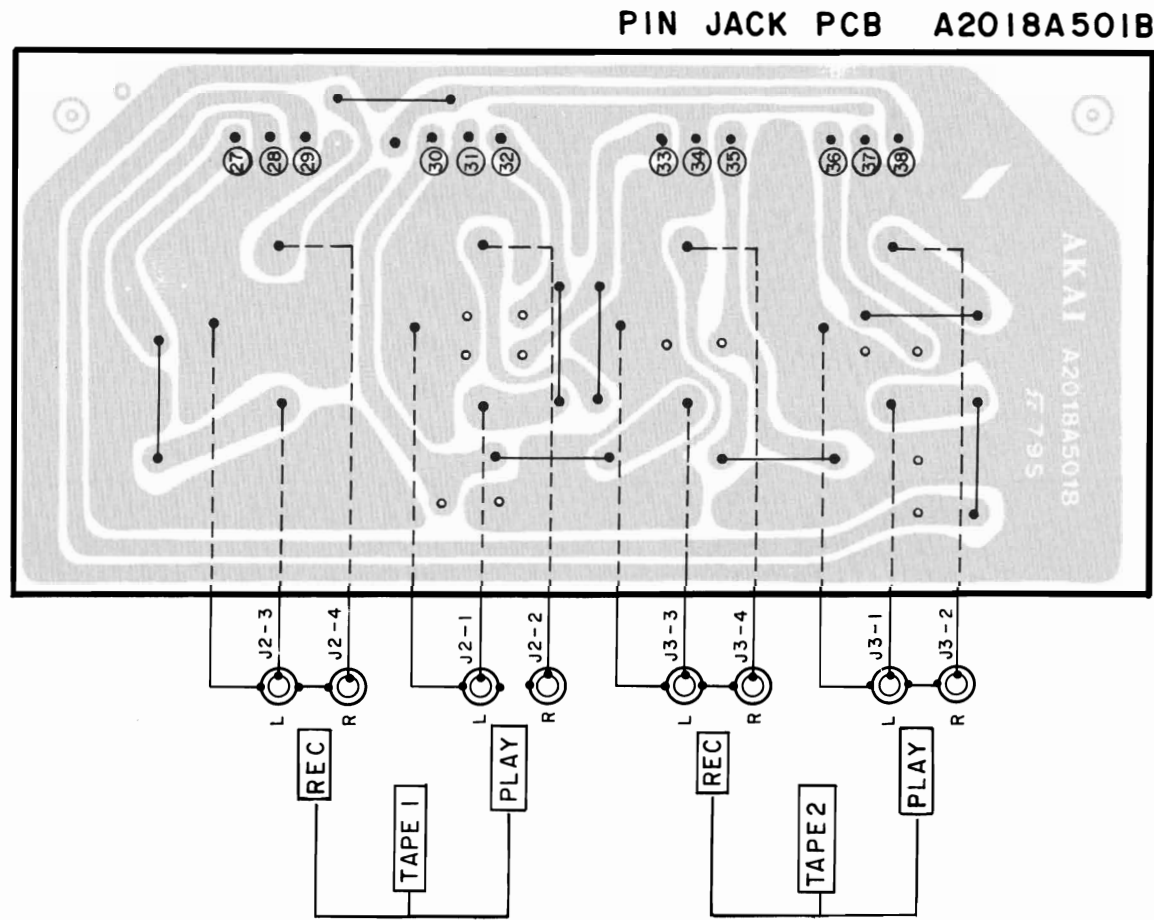 PIN JACK PCB A2018A501B
27 28 29 30 31 32 33 34 35 36 37 38
AKAI A2018A5018
795
J2-3 J2-4 J2-1 J2-2 J3-3 J3-4 J3-1 J3-2
L R L R L R L R
REC PLAY REC PLAY
TAPE 1 TAPE 2